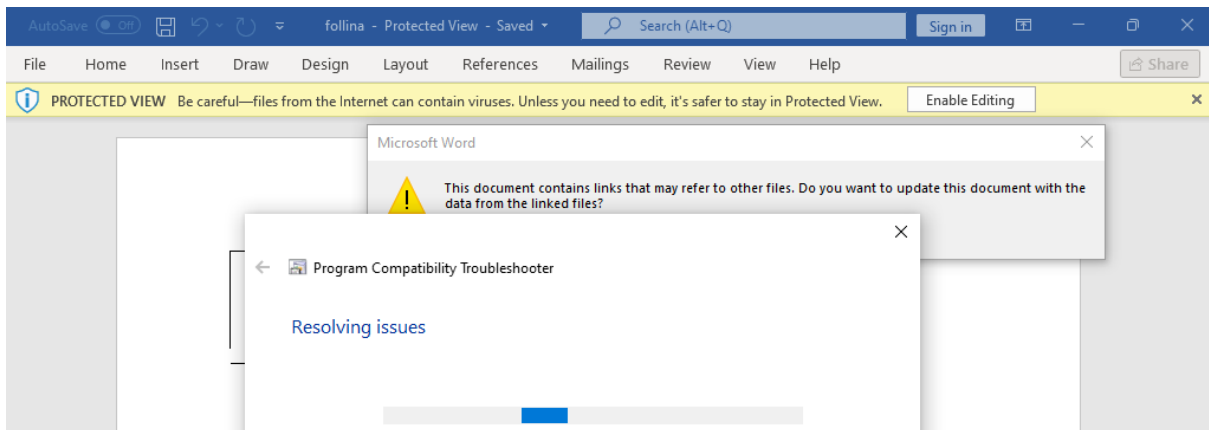 AutoSave Off follina - Protected View - Saved Search (Alt+Q) Sign in
File Home Insert Draw Design Layout References Mailings Review View Help Share
PROTECTED VIEW Be careful—files from the Internet can contain viruses. Unless you need to edit, it's safer to stay in Protected View. Enable Editing
Microsoft Word
This document contains links that may refer to other files. Do you want to update this document with the
data from the linked files?
Program Compatibility Troubleshooter
Resolving issues